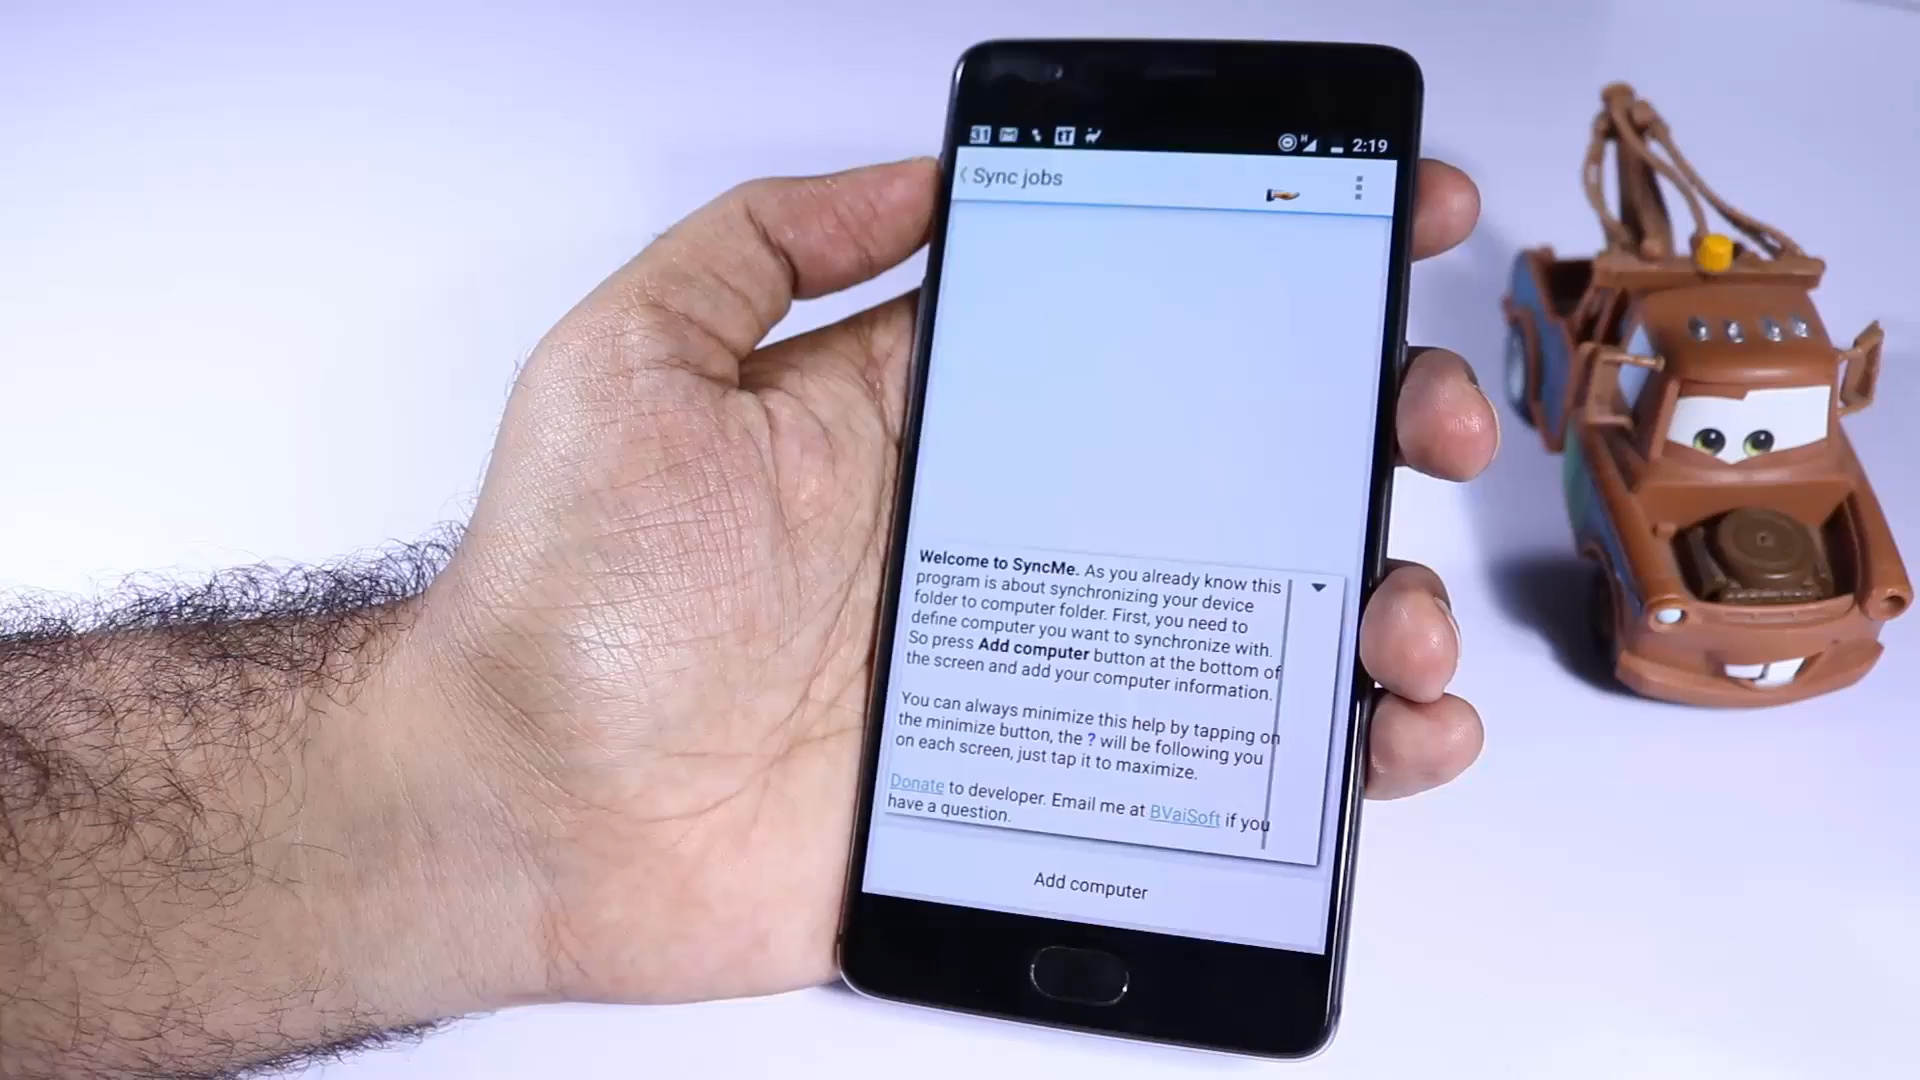 31 tT H 2:19
Sync jobs
Welcome to SyncMe. As you already know this
program is about synchronizing your device
folder to computer folder. First, you need to
define computer you want to synchronize with.
So press Add computer button at the bottom of
the screen and add your computer information.
You can always minimize this help by tapping on
the minimize button, the ? will be following you
on each screen, just tap it to maximize.
Donate to developer. Email me at BVaiSoft if you
have a question.
Add computer